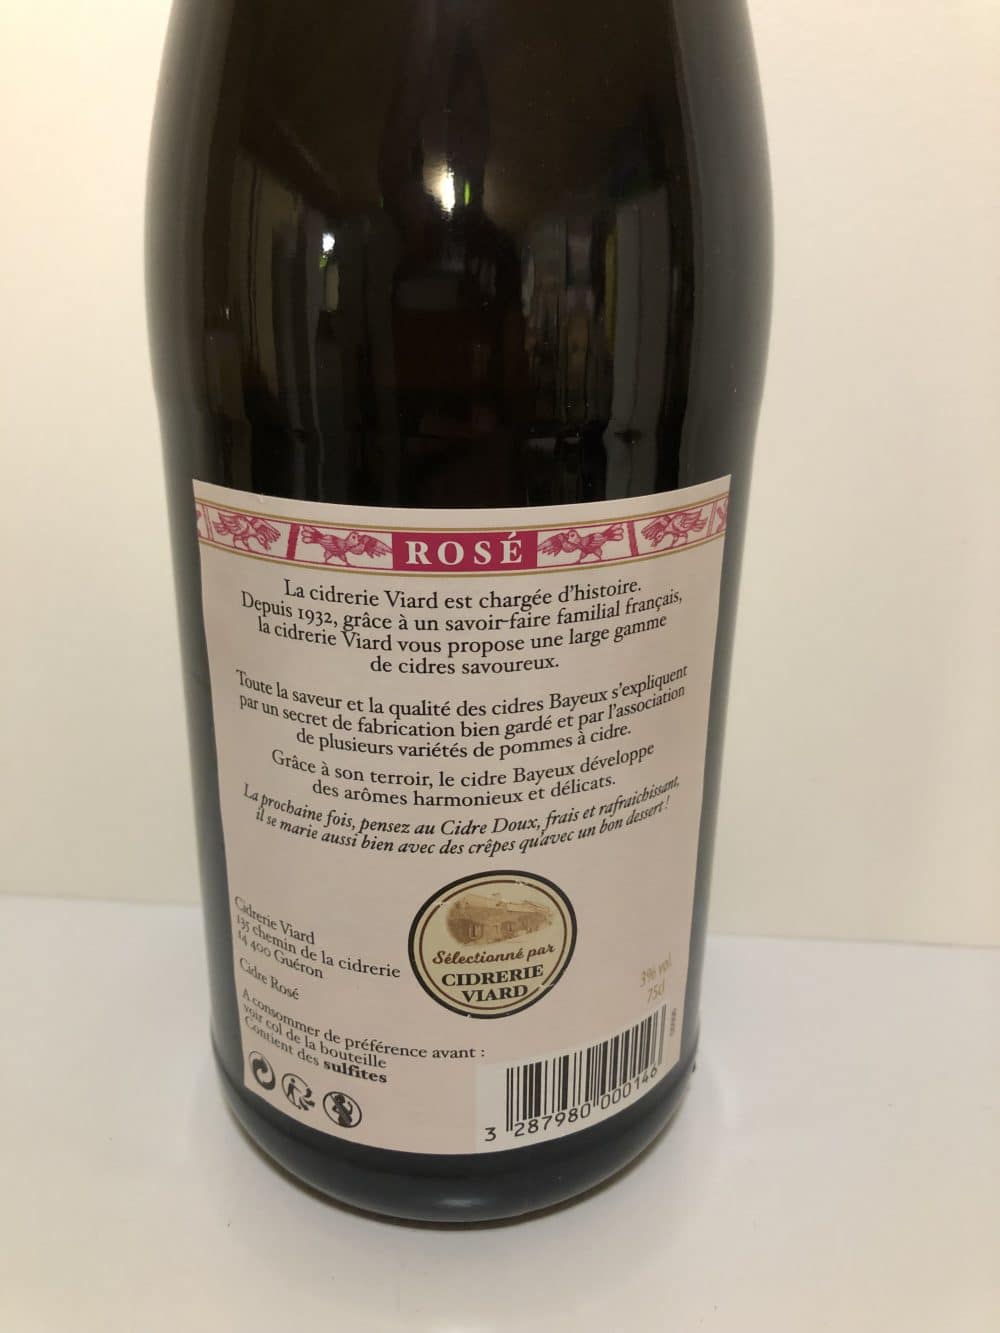 ROSÉ
La cidrerie Viard est chargée d'histoire.
Depuis 1932, grâce à un savoir-faire familial français,
la cidrerie Viard vous propose une large gamme
de cidres savoureux.
Toute la saveur et la qualité des cidres Bayeux s'expliquent
par un secret de fabrication bien gardé et par l'association
de plusieurs variétés de pommes à cidre.
Grâce à son terroir, le cidre Bayeux développe
des arômes harmonieux et délicats.
La prochaine fois, pensez au Cidre Doux, frais et rafraichissant,
il se marie aussi bien avec des crêpes qu'avec un bon dessert !
Cidrerie Viard
135 chemin de la cidrerie
14 400 Guéron
Cidre Rosé
A consommer de préférence avant :
voir col de la bouteille
Contient des sulfites
Sélectionné par
CIDRERIE
VIARD
3% vol.
75cl
3 287980 000146